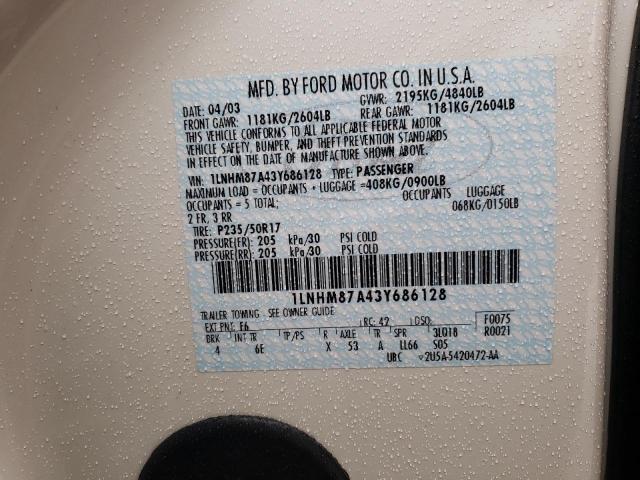 MFD. BY FORD MOTOR CO. IN U.S.A.
DATE: 04/03 GVWR: 2195KG/4840LB
FRONT GAWR: 1181KG/2604LB REAR GAWR: 1181KG/2604LB
THIS VEHICLE CONFORMS TO ALL APPLICABLE FEDERAL MOTOR
VEHICLE SAFETY, BUMPER, AND THEFT PREVENTION STANDARDS
IN EFFECT ON THE DATE OF MANUFACTURE SHOWN ABOVE.
VIN: 1LNHM87A43Y686128 TYPE: PASSENGER
MAXIMUM LOAD = OCCUPANTS + LUGGAGE =408KG/0900LB
OCCUPANTS = 5 TOTAL; OCCUPANTS LUGGAGE
2 FR, 3 RR 068KG/0150LB
TIRE: P235/50R17
PRESSURE(FR): 205 kPa/30 PSI COLD
PRESSURE(RR): 205 kPa/30 PSI COLD
1LNHM87A43Y686128
TRAILER TOWING - SEE OWNER GUIDE
EXT PNT: F6 RC: 42 DSO: F0075
BRK INT TR TP/PS R AXLE TR SPR 3L018 R0021
4 6E X 53 A LL66 S05
UBC ▿2U5A-5420472-AA